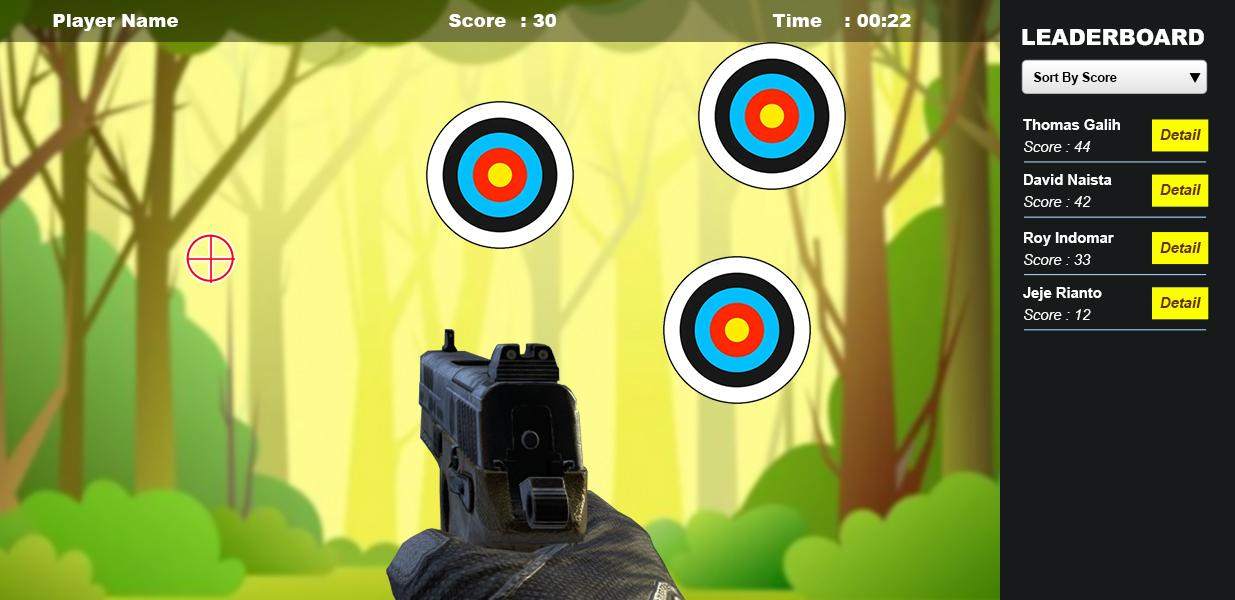 Player Name Score : 30 Time : 00:22
LEADERBOARD
Sort By Score
Thomas Galih
Score : 44
Detail
David Naista
Score : 42
Detail
Roy Indomar
Score : 33
Detail
Jeje Rianto
Score : 12
Detail